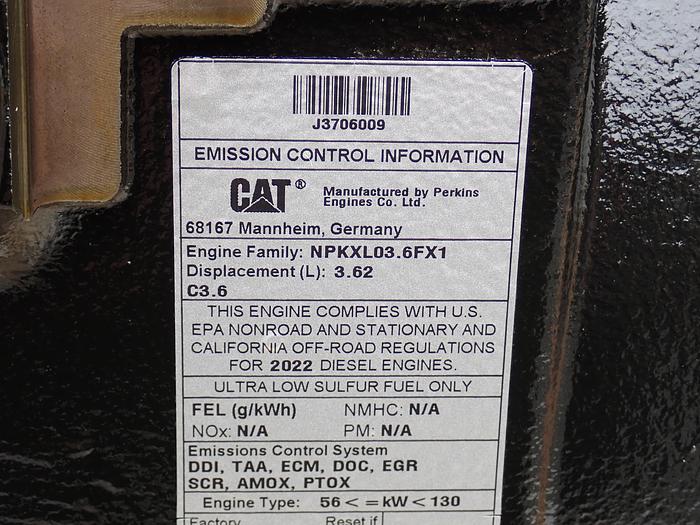 J3706009
EMISSION CONTROL INFORMATION
CAT® Manufactured by Perkins
Engines Co. Ltd.
68167 Mannheim, Germany
Engine Family: NPKXL03.6FX1
Displacement (L): 3.62
C3.6
THIS ENGINE COMPLIES WITH U.S.
EPA NONROAD AND STATIONARY AND
CALIFORNIA OFF-ROAD REGULATIONS
FOR 2022 DIESEL ENGINES.
ULTRA LOW SULFUR FUEL ONLY
FEL (g/kWh) NMHC: N/A
NOx: N/A PM: N/A
Emissions Control System
DDI, TAA, ECM, DOC, EGR
SCR, AMOX, PTOX
Engine Type: 56 < = kW < 130
Factory Reset if